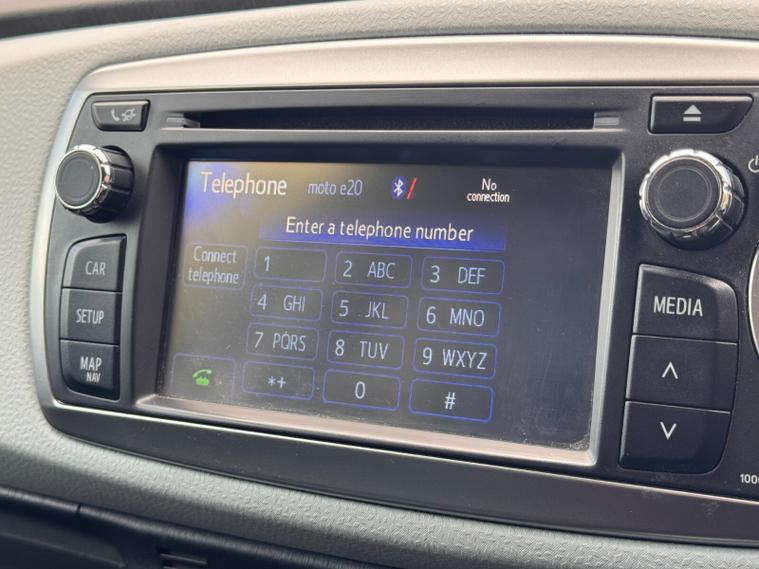 Telephone moto e20 No connection
Enter a telephone number
Connect telephone
1
2 ABC
3 DEF
4 GHI
5 JKL
6 MNO
7 PQRS
8 TUV
9 WXYZ
*+
0
#
CAR
SETUP
MAP
NAV
MEDIA